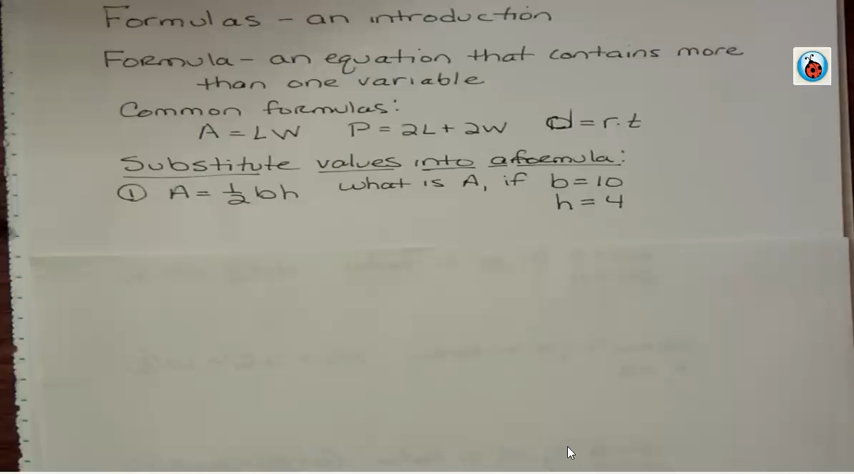 Formulas - an introduction
Formula - an equation that contains more
than one variable
Common formulas:
A = LW P = 2L + 2W d = r·t
Substitute values into a formula:
① A = ½bh what is A, if b = 10
h = 4